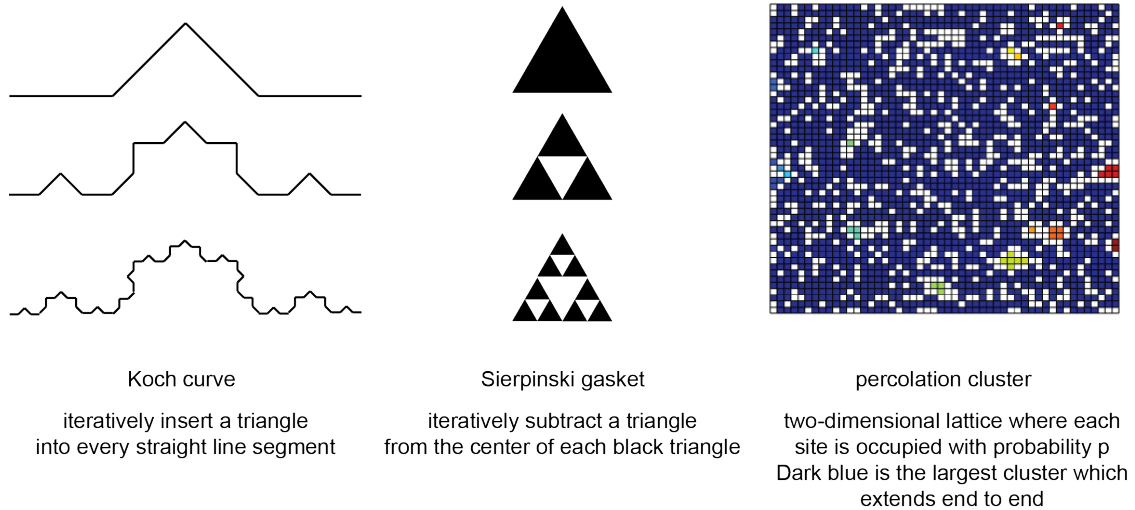 Koch curve
iteratively insert a triangle
into every straight line segment
Sierpinski gasket
iteratively subtract a triangle
from the center of each black triangle
percolation cluster
two-dimensional lattice where each
site is occupied with probability p
Dark blue is the largest cluster which
extends end to end